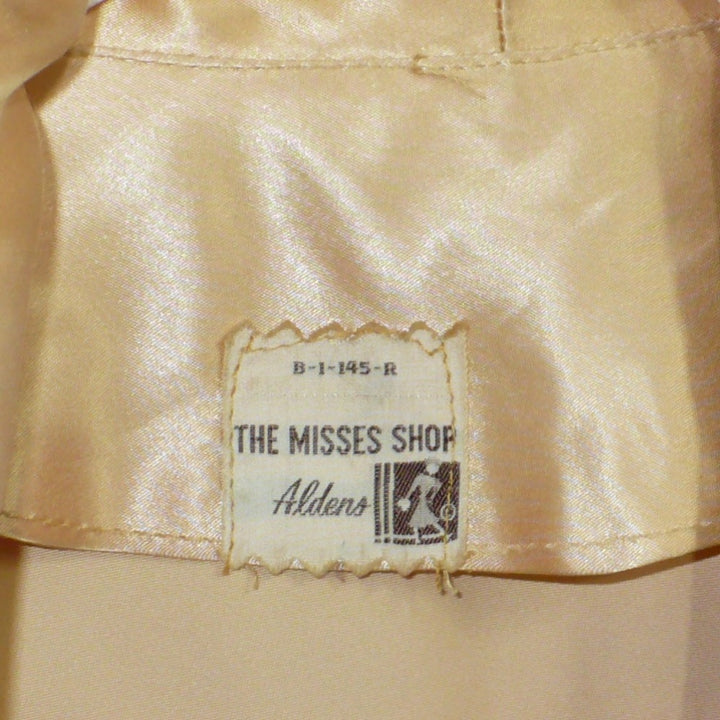 B-1-145-R
THE MISSES SHOP
Aldens